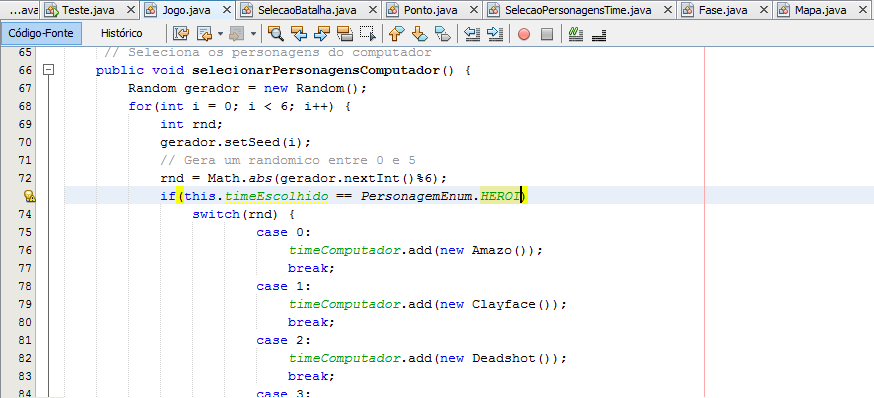 ...ava Teste.java Jogo.java SelecaoBatalha.java Ponto.java SelecaoPersonagensTime.java Fase.java Mapa.java
Código-Fonte Histórico
65 // Seleciona os personagens do computador
66 public void selecionarPersonagensComputador() {
67 Random gerador = new Random();
68 for(int i = 0; i < 6; i++) {
69 int rnd;
70 gerador.setSeed(i);
71 // Gera um randomico entre 0 e 5
72 rnd = Math.abs(gerador.nextInt()%6);
if(this.timeEscolhido == PersonagemEnum.HEROI)
74 switch(rnd) {
75 case 0:
76 timeComputador.add(new Amazo());
77 break;
78 case 1:
79 timeComputador.add(new Clayface());
80 break;
81 case 2:
82 timeComputador.add(new Deadshot());
83 break;
84 case 3: